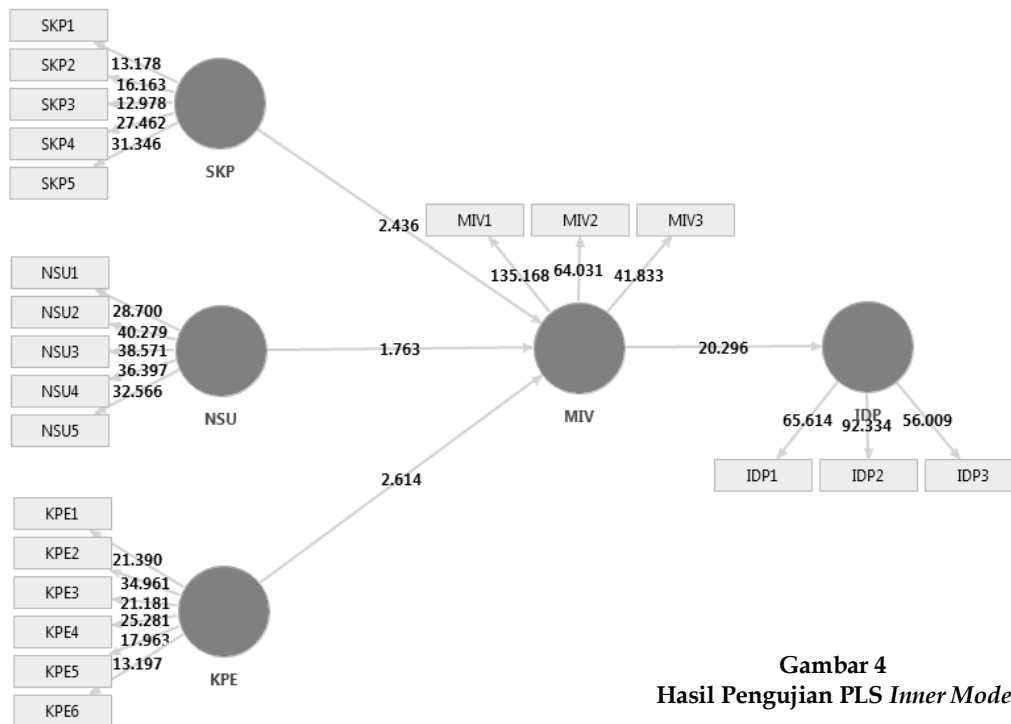 SKP1
SKP2
SKP3
SKP4
SKP5
13.178
16.163
12.978
27.462
31.346
SKP
NSU1
NSU2
NSU3
NSU4
NSU5
28.700
40.279
38.571
36.397
32.566
NSU
KPE1
KPE2
KPE3
KPE4
KPE5
KPE6
21.390
34.961
21.181
25.281
17.963
13.197
KPE
2.436
1.763
2.614
MIV1 MIV2 MIV3
135.168 64.031 41.833
MIV
20.296
IDP
65.614 92.334 56.009
IDP1 IDP2 IDP3
Gambar 4
Hasil Pengujian PLS Inner Mode